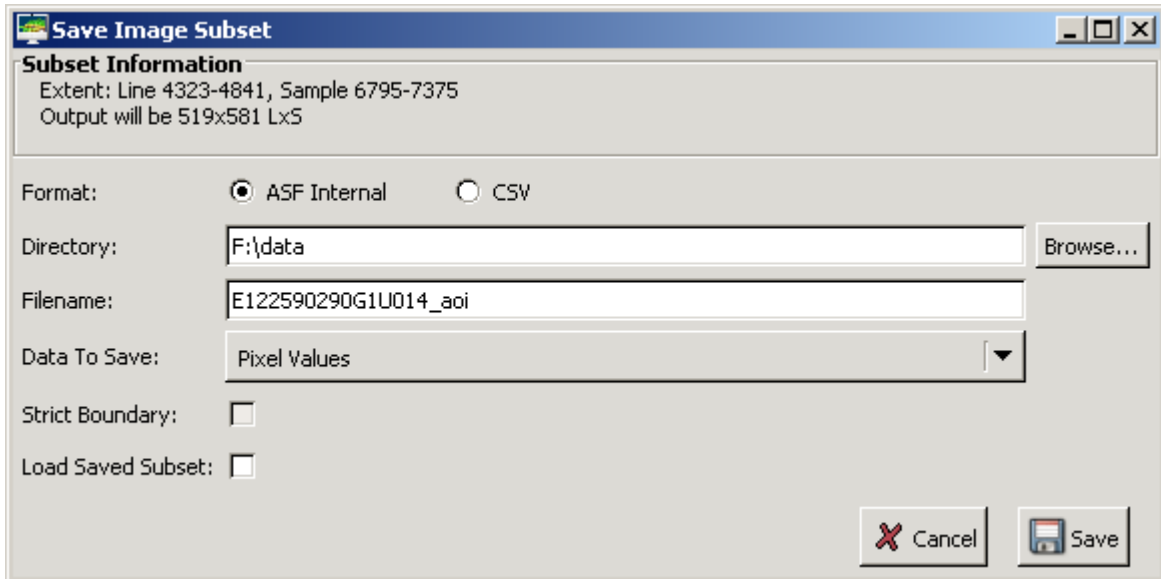 Save Image Subset
Subset Information
Extent: Line 4323-4841, Sample 6795-7375
Output will be 519x581 LxS
Format: ASF Internal CSV
Directory: F:\data Browse...
Filename: E122590290G1U014_aoi
Data To Save: Pixel Values
Strict Boundary:
Load Saved Subset:
Cancel Save